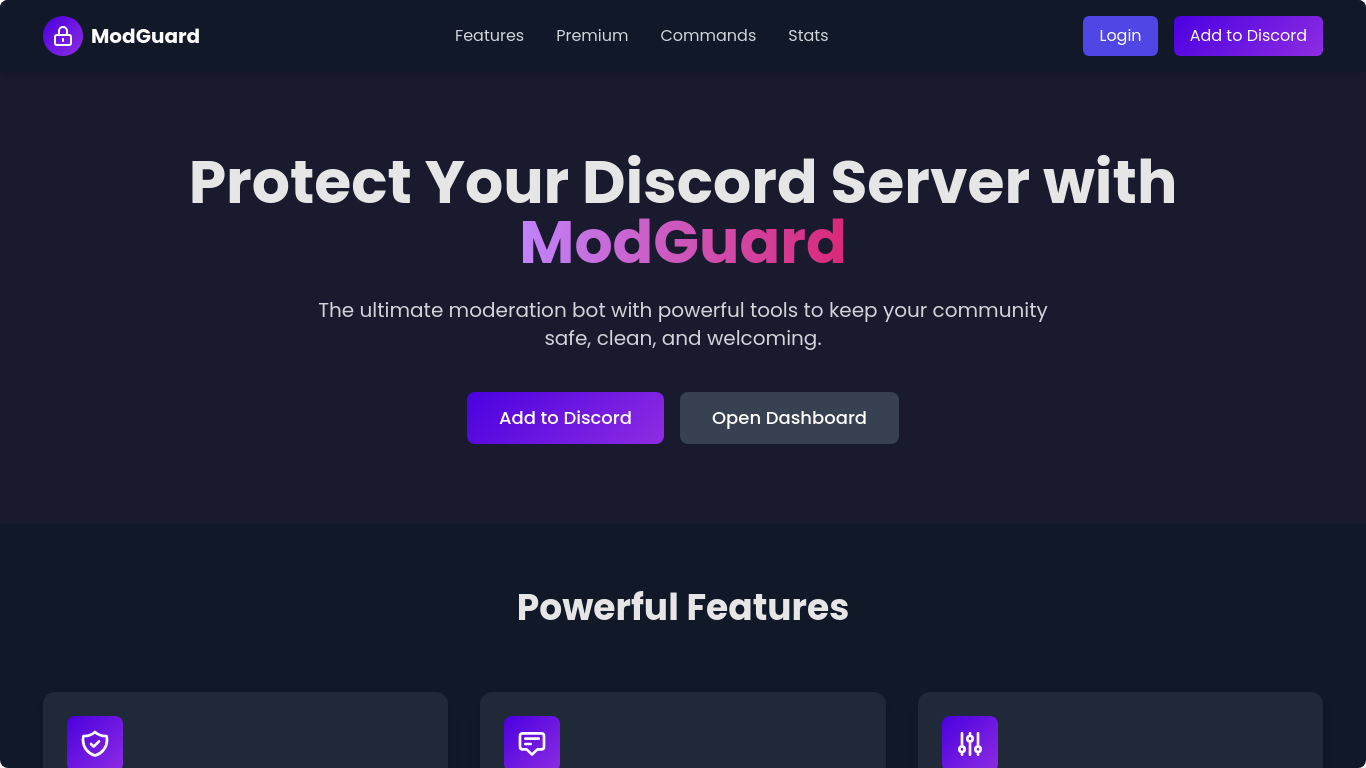 ModGuard
Features
Premium
Commands
Stats
Login
Add to Discord
Protect Your Discord Server with
ModGuard
The ultimate moderation bot with powerful tools to keep your community
safe, clean, and welcoming.
Add to Discord
Open Dashboard
Powerful Features